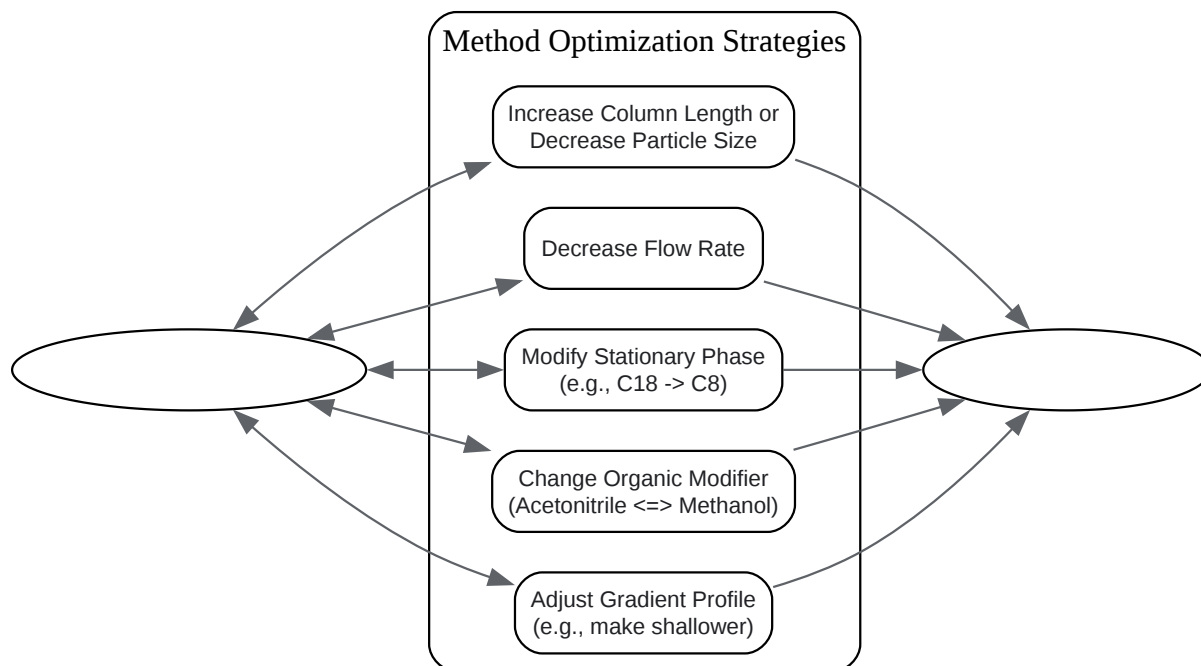 Method Optimization Strategies
Increase Column Length or
Decrease Particle Size
Decrease Flow Rate
Modify Stationary Phase
(e.g., C18 -> C8)
Change Organic Modifier
(Acetonitrile <=> Methanol)
Adjust Gradient Profile
(e.g., make shallower)